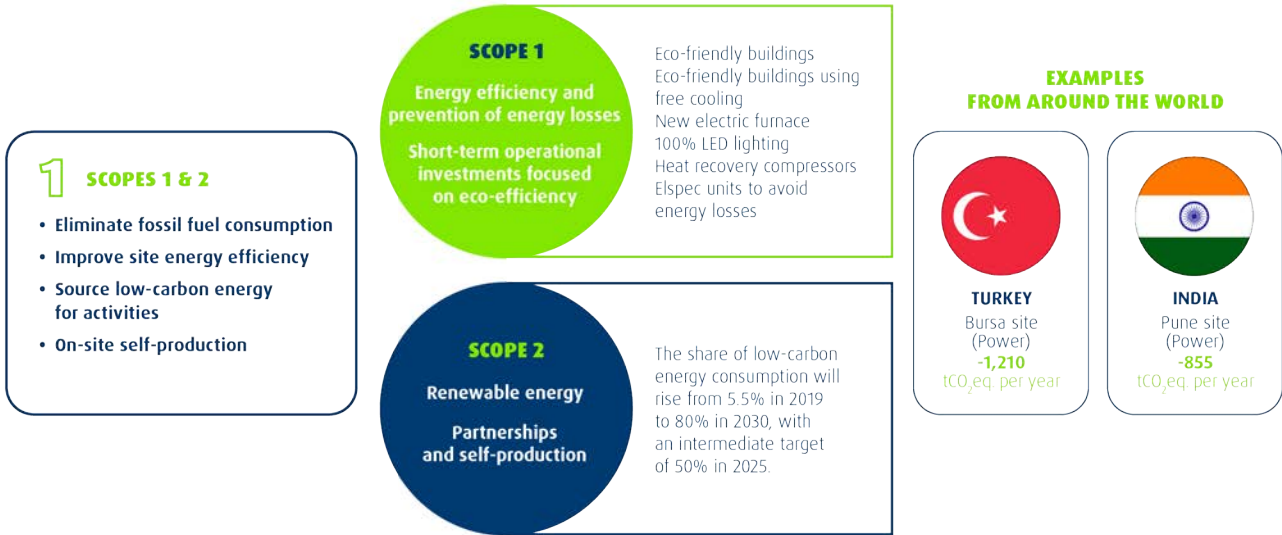 1 SCOPES 1 & 2
• Eliminate fossil fuel consumption
• Improve site energy efficiency
• Source low-carbon energy
for activities
• On-site self-production
SCOPE 1
Energy efficiency and
prevention of energy losses
Short-term operational
investments focused
on eco-efficiency
Eco-friendly buildings
Eco-friendly buildings using
free cooling
New electric furnace
100% LED lighting
Heat recovery compressors
Elspec units to avoid
energy losses
SCOPE 2
Renewable energy
Partnerships
and self-production
The share of low-carbon
energy consumption will
rise from 5.5% in 2019
to 80% in 2030, with
an intermediate target
of 50% in 2025.
EXAMPLES
FROM AROUND THE WORLD
TURKEY
Bursa site
(Power)
-1,210
tCO₂eq. per year
INDIA
Pune site
(Power)
-855
tCO₂eq. per year